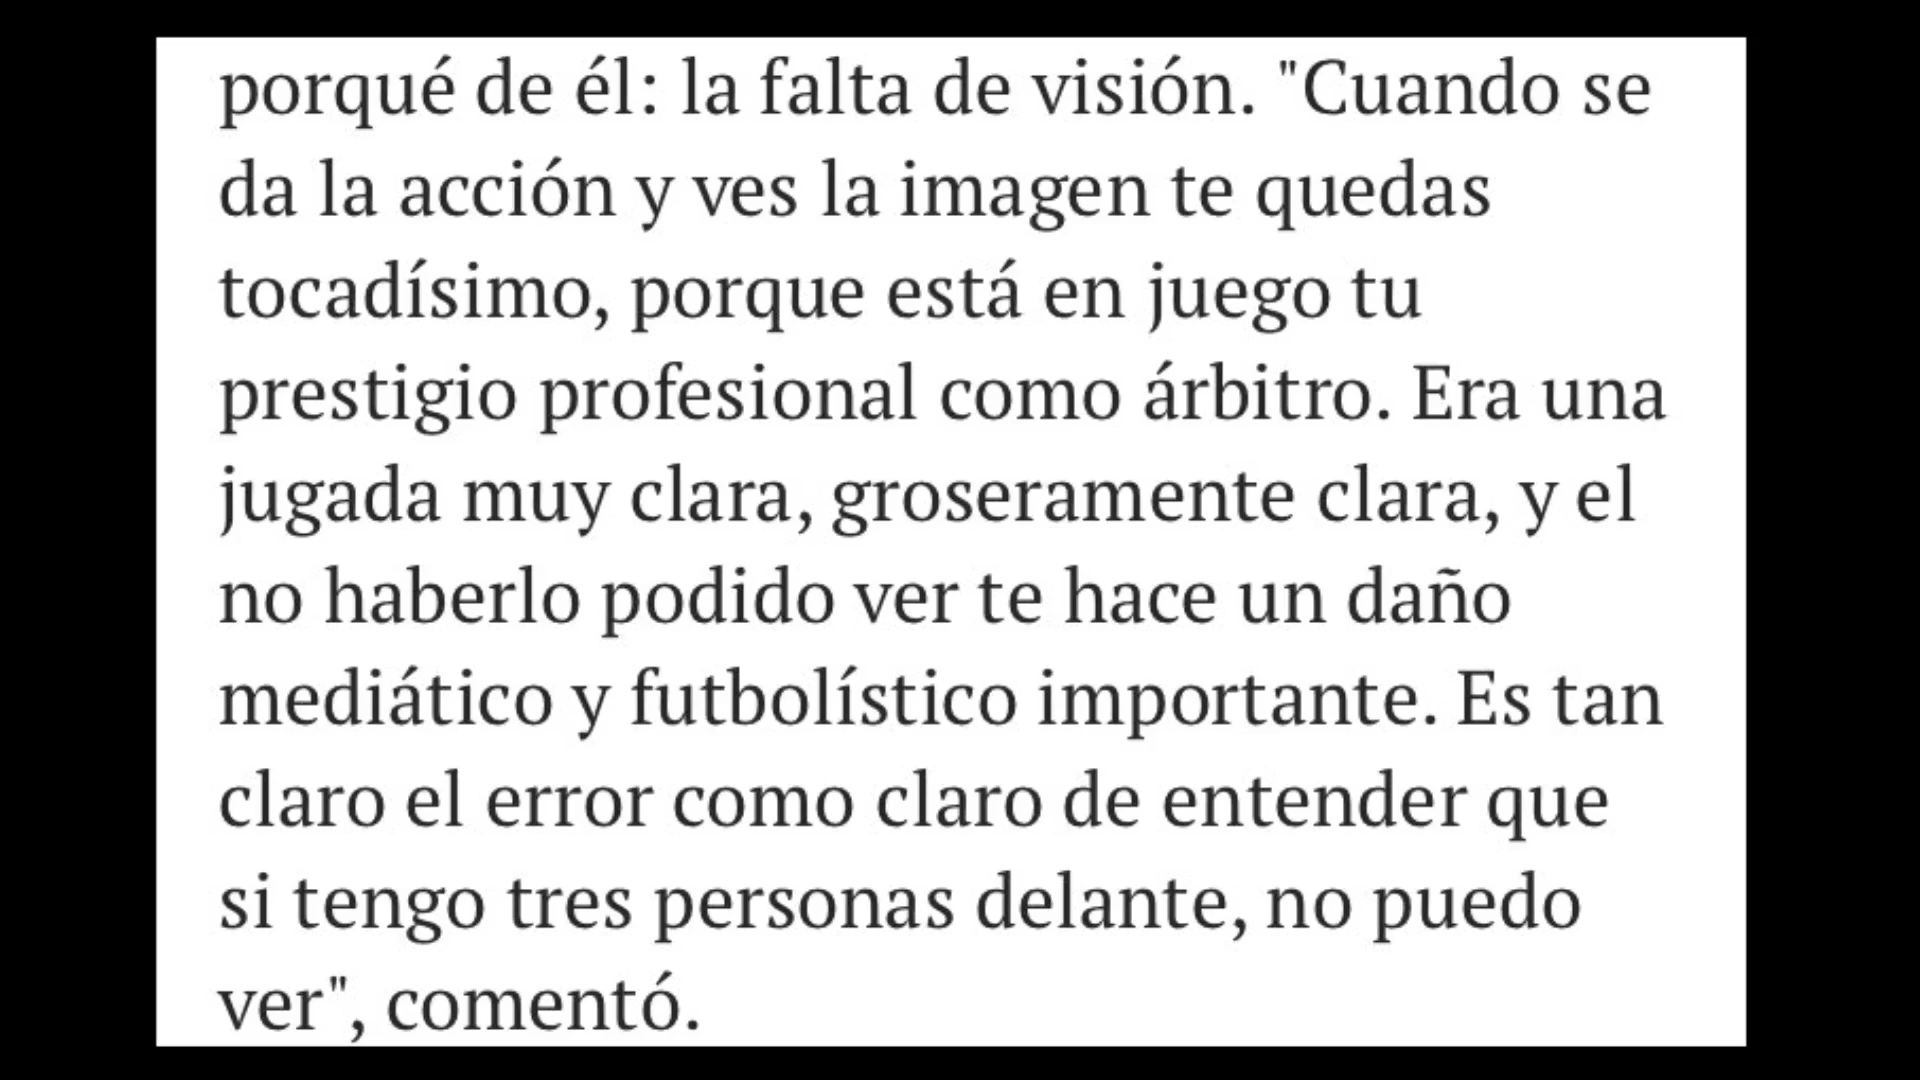 porqué de él: la falta de visión. "Cuando se
da la acción y ves la imagen te quedas
tocadísimo, porque está en juego tu
prestigio profesional como árbitro. Era una
jugada muy clara, groseramente clara, y el
no haberlo podido ver te hace un daño
mediático y futbolístico importante. Es tan
claro el error como claro de entender que
si tengo tres personas delante, no puedo
ver", comentó.